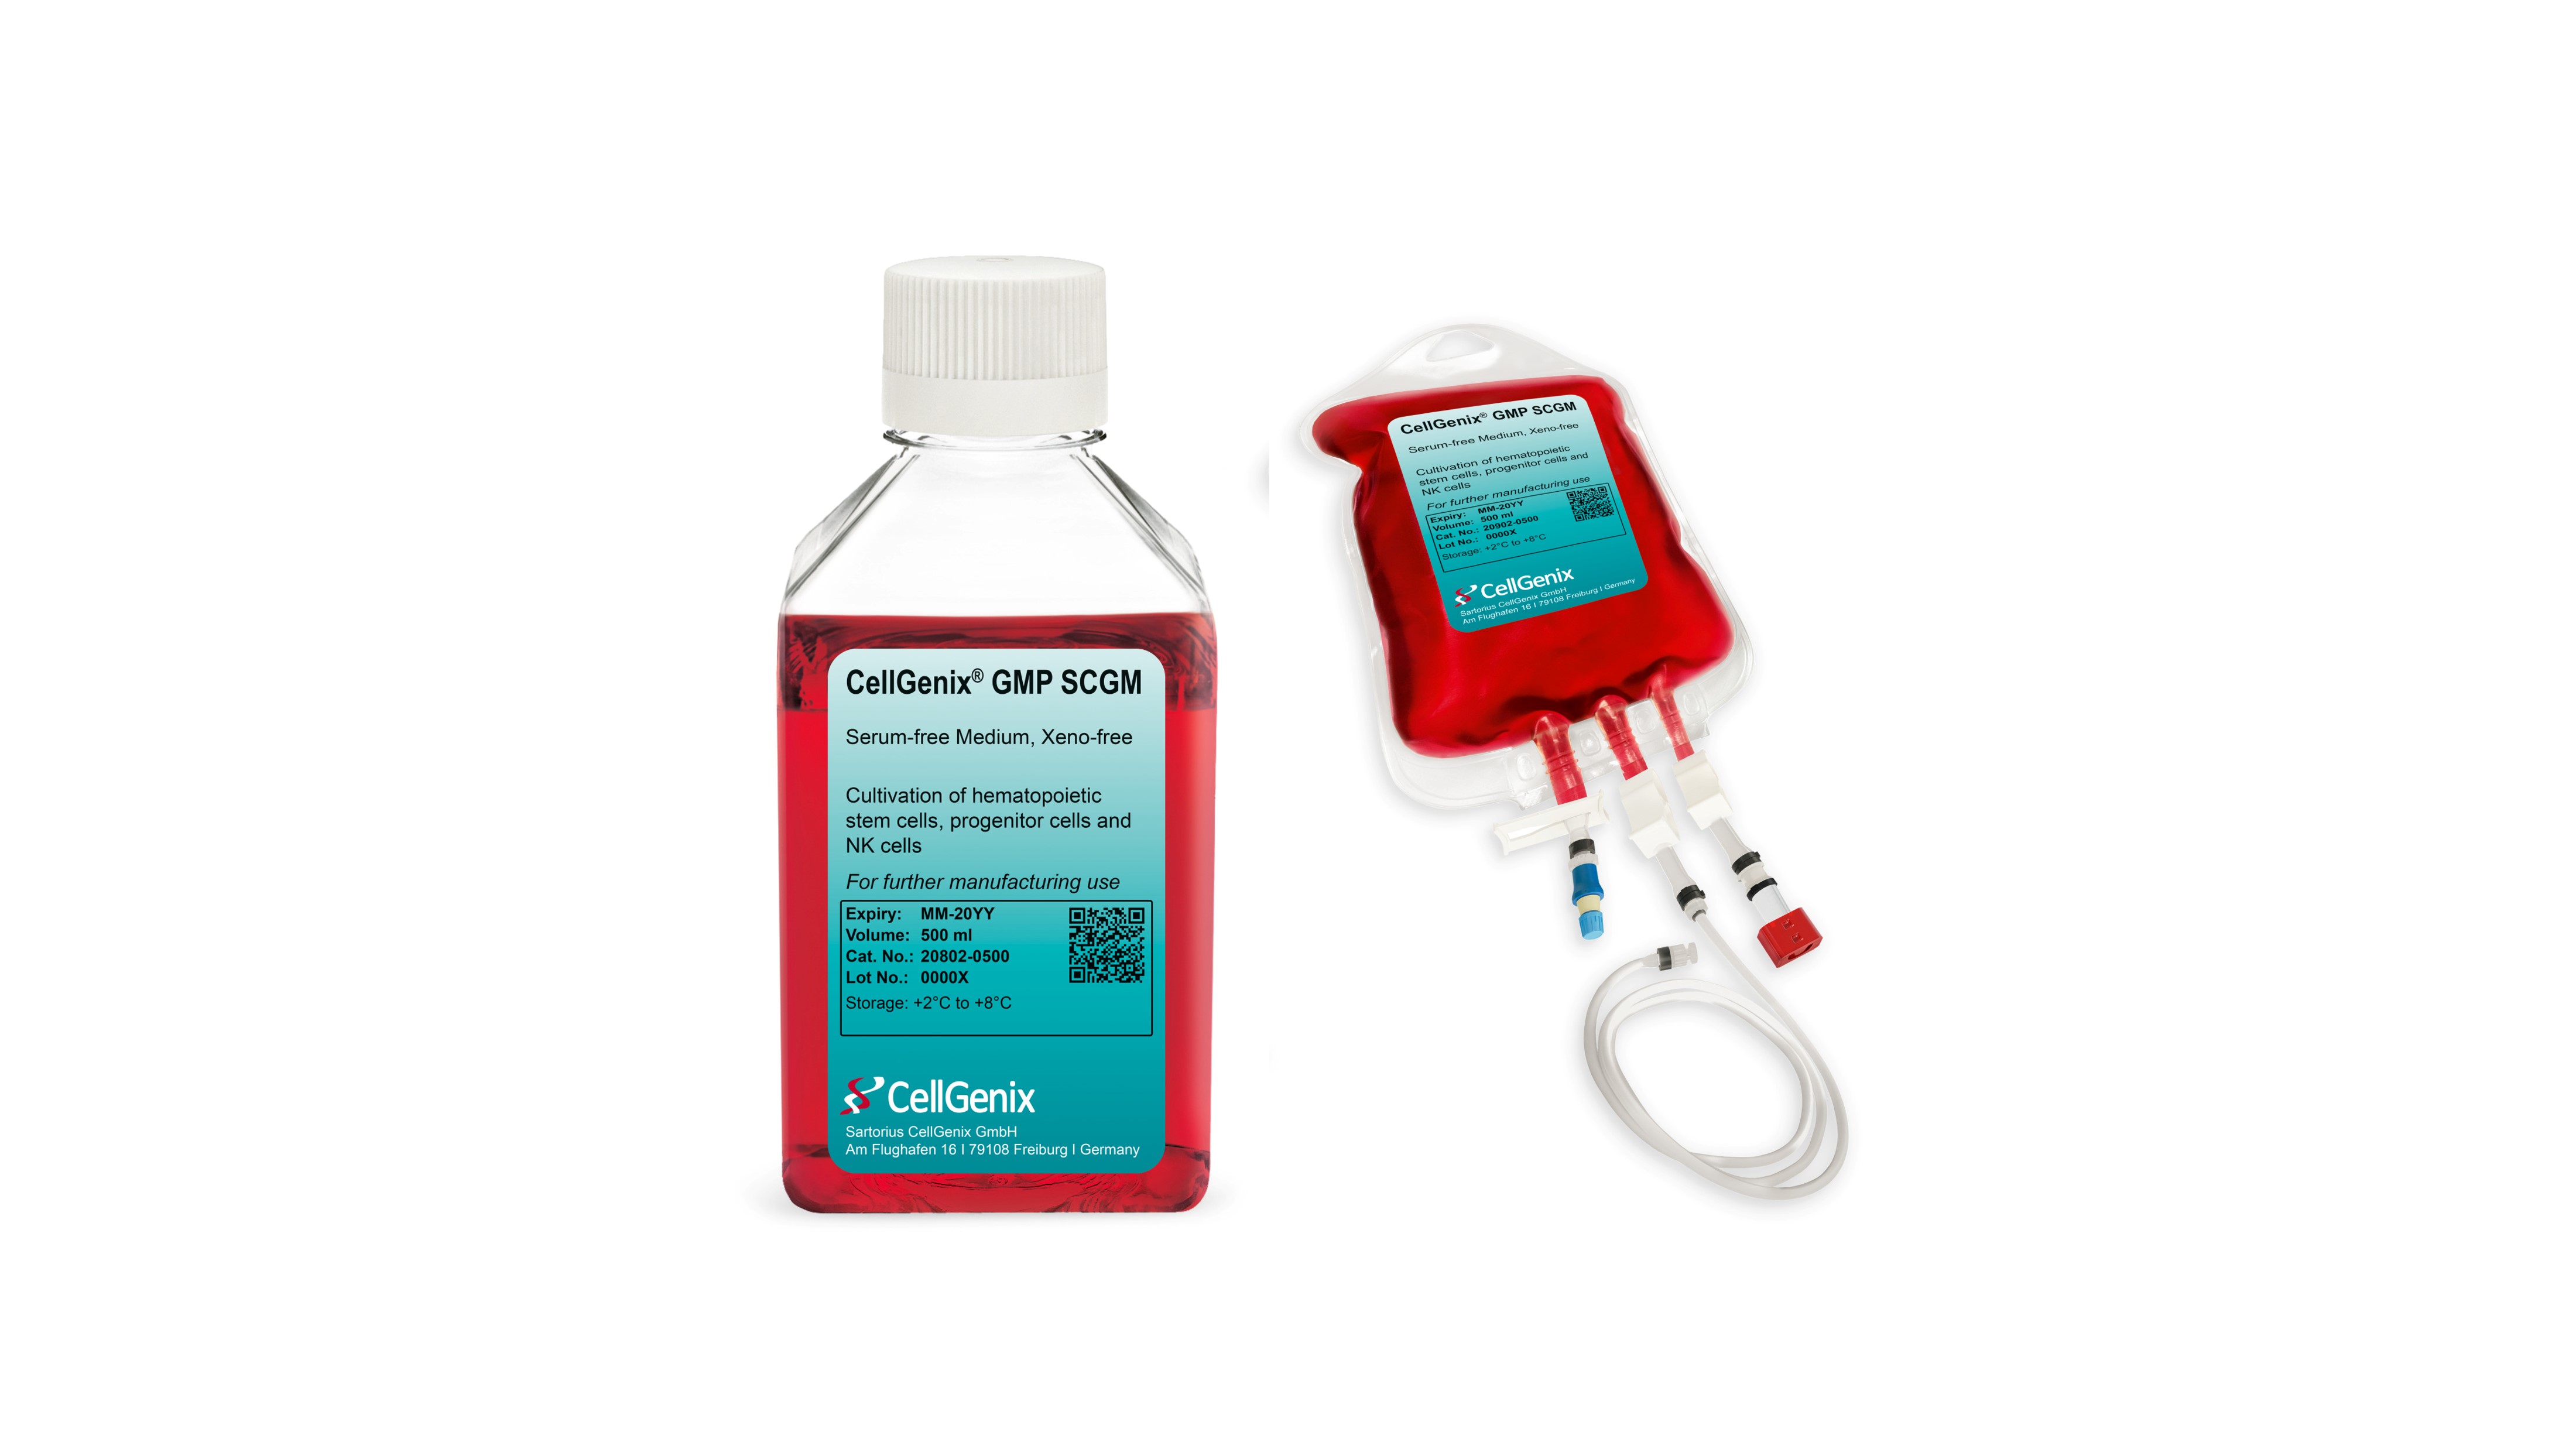 CellGenix® GMP SCGM
Serum-free Medium, Xeno-free
Cultivation of hematopoietic
stem cells, progenitor cells and
NK cells
For further manufacturing use
Expiry: MM-20YY
Volume: 500 ml
Cat. No.: 20802-0500
Lot No.: 0000X
Storage: +2°C to +8°C
CellGenix
Sartorius CellGenix GmbH
Am Flughafen 16 I 79108 Freiburg I Germany
CellGenix® GMP SCGM
Serum-free Medium, Xeno-free
Cultivation of hematopoietic
stem cells, progenitor cells and
NK cells
For further manufacturing use
Expiry: MM-20YY
Volume: 500 ml
Cat. No.: 20902-0500
Lot No.: 0000X
Storage: +2°C to +8°C
CellGenix
Sartorius CellGenix GmbH
Am Flughafen 16 I 79108 Freiburg I Germany